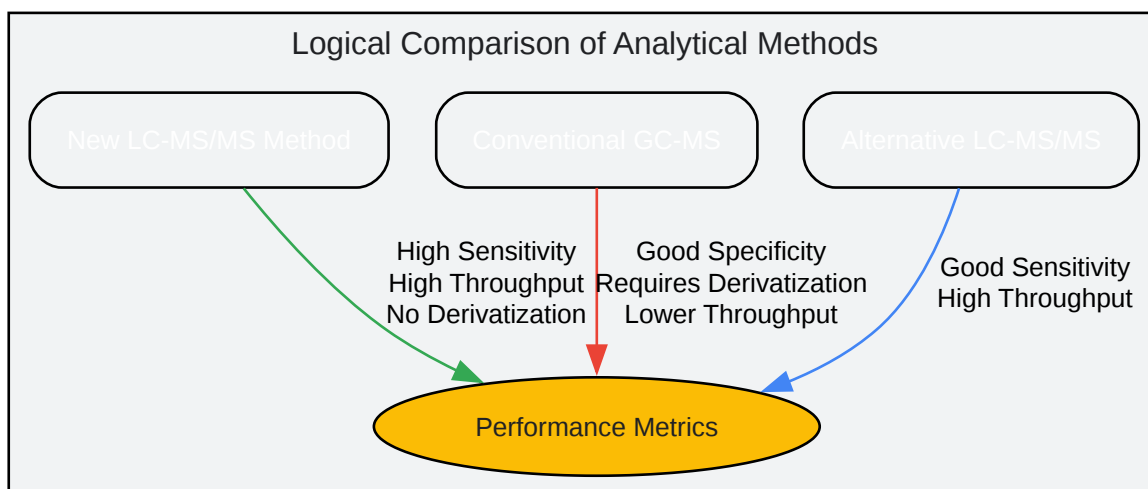 Logical Comparison of Analytical Methods
New LC-MS/MS Method
Conventional GC-MS
Alternative LC-MS/MS
High Sensitivity
High Throughput
No Derivatization
Good Specificity
Requires Derivatization
Lower Throughput
Good Sensitivity
High Throughput
Performance Metrics